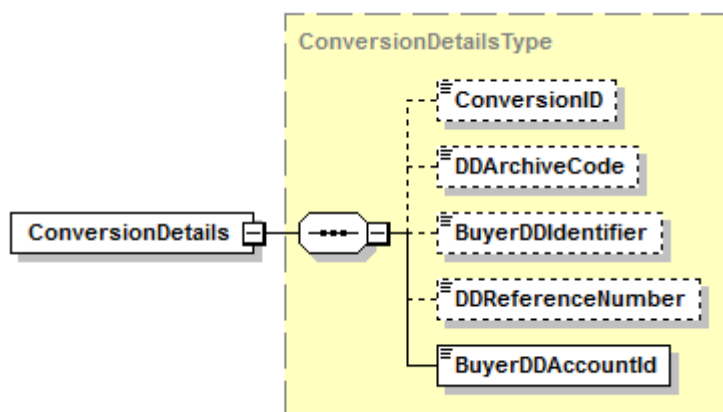 ConversionDetailsType
ConversionID
DDArchiveCode
ConversionDetails
BuyerDDIdentifier
DDReferenceNumber
BuyerDDAccountId